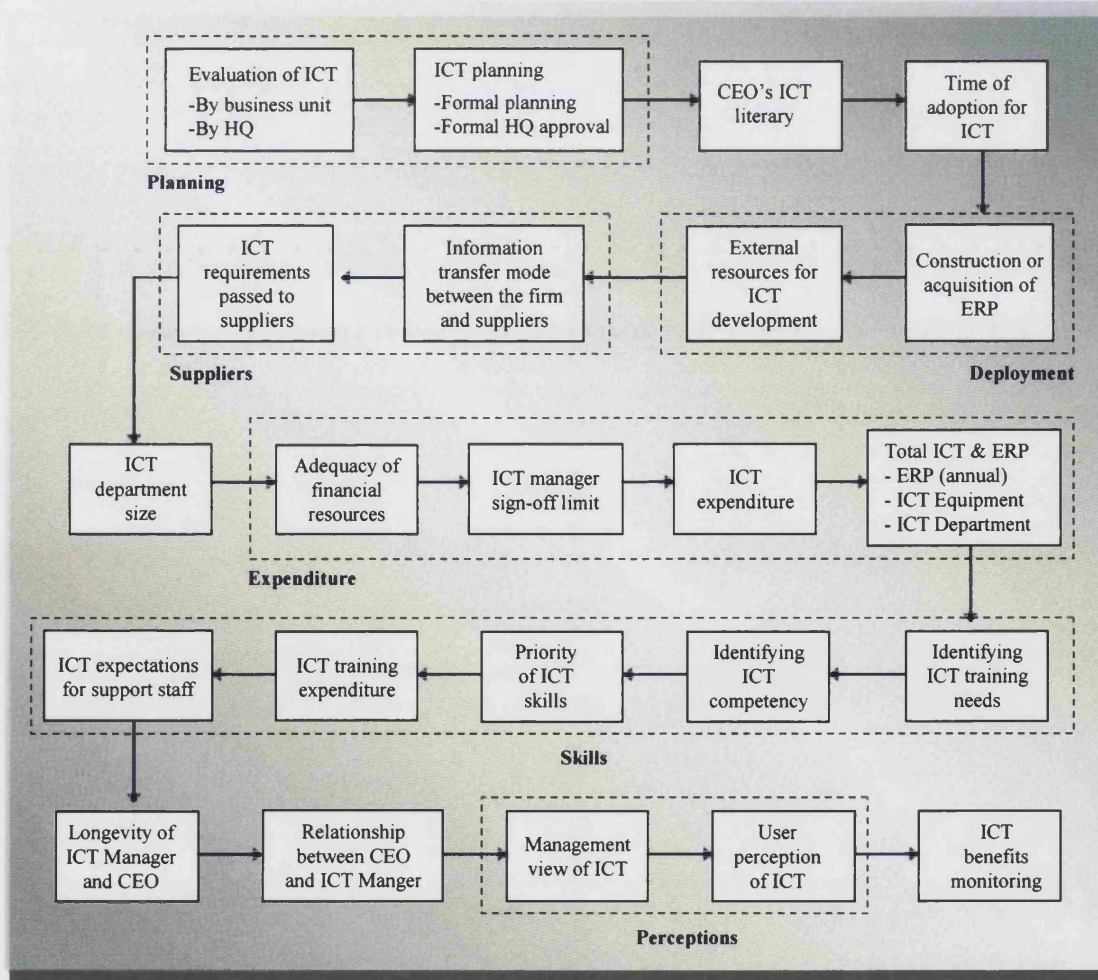 Evaluation of ICT
-By business unit
-By HQ
ICT planning
-Formal planning
-Formal HQ approval
CEO's ICT
literary
Time of
adoption for
ICT
Planning
Construction or
acquisition of
ERP
External
resources for
ICT
development
Deployment
Information
transfer mode
between the firm
and suppliers
ICT
requirements
passed to
suppliers
Suppliers
ICT
department
size
Adequacy of
financial
resources
ICT manager
sign-off limit
ICT
expenditure
Total ICT & ERP
- ERP (annual)
- ICT Equipment
- ICT Department
Expenditure
Identifying
ICT training
needs
Identifying
ICT
competency
Priority
of ICT
skills
ICT training
expenditure
ICT expectations
for support staff
Skills
Longevity of
ICT Manager
and CEO
Relationship
between CEO
and ICT Manger
Management
view of ICT
User
perception
of ICT
ICT
benefits
monitoring
Perceptions